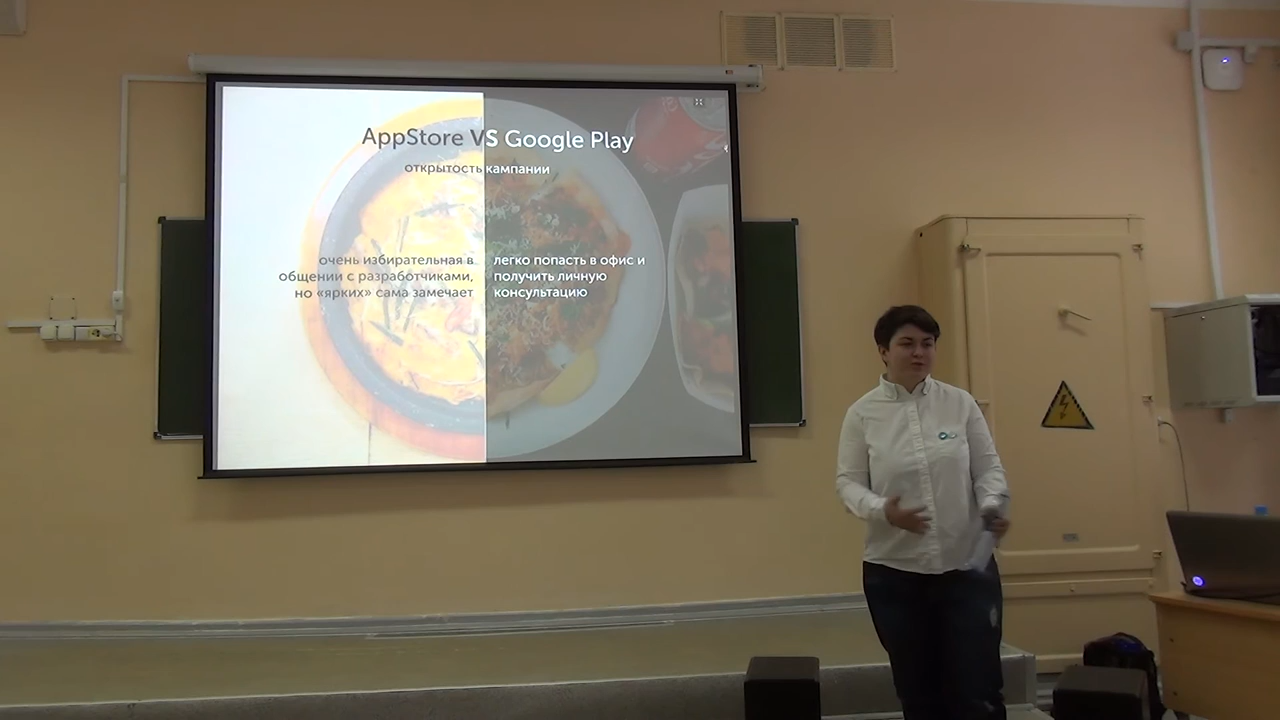 AppStore VS Google Play
открытость кампании
очень избирательная в
общении с разработчиками,
но «ярких» сама замечает
легко попасть в офис и
получить личную
консультацию